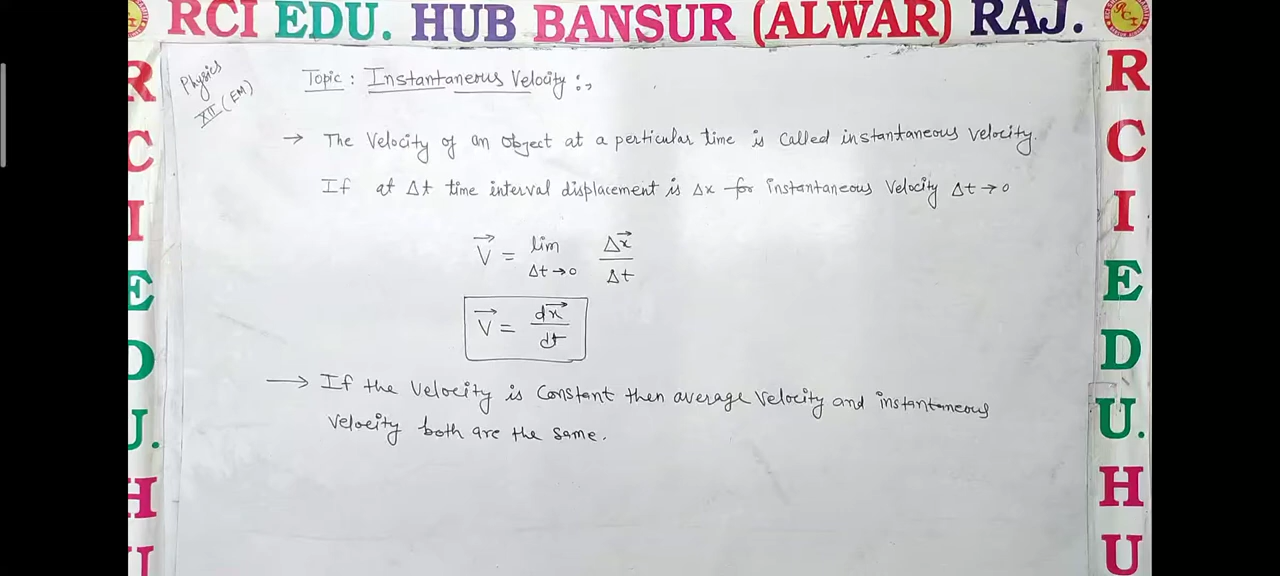 RCI EDU. HUB BANSUR (ALWAR) RAJ.
Physics
XII (EM)
Topic : Instantaneous Velocity :,
→ The Velocity of an object at a perticular time is called instantaneous velocity.
If at Δt time interval displacement is Δx for instantaneous velocity Δt→0
V⃗ = lim Δt→0 Δx⃗/Δt
V⃗ = dx⃗/dt
→ If the Velocity is Constant then average Velocity and instantaneous
velocity both are the same.
R
C
I
E
D
U.
H
U
R
C
I
E
D
U.
H
U